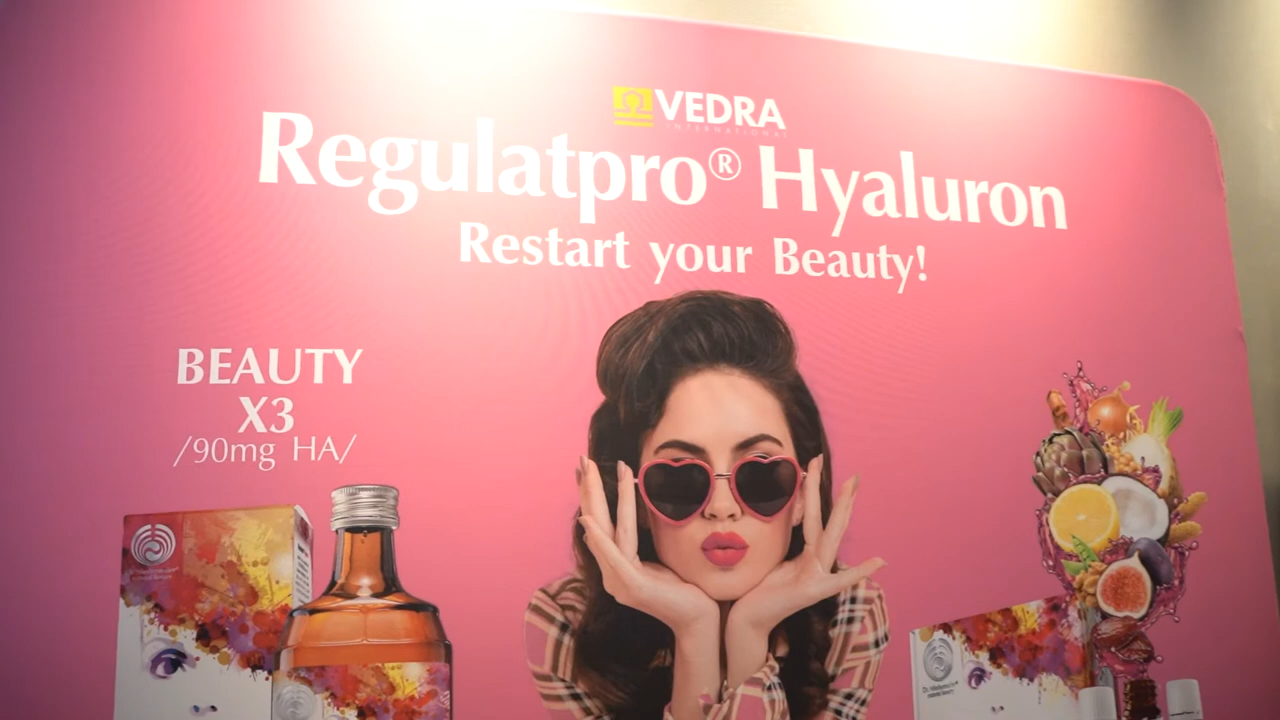 VEDRA
INTERNATIONAL
Regulatpro® Hyaluron
Restart your Beauty!
BEAUTY
X3
/90mg HA/